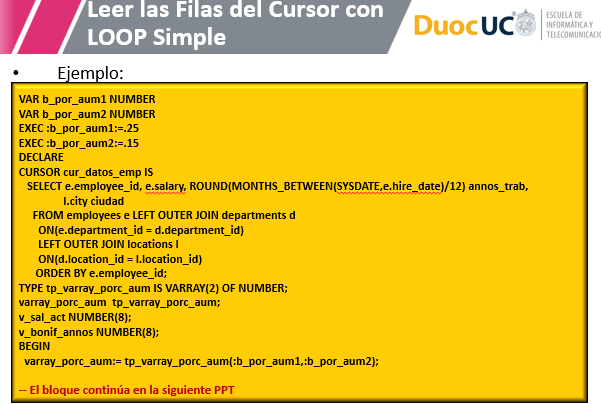 Leer las Filas del Cursor con
LOOP Simple
Duoc UC
ESCUELA DE
INFORMÁTICA Y
TELECOMUNICACIO
• Ejemplo:
VAR b_por_aum1 NUMBER
VAR b_por_aum2 NUMBER
EXEC :b_por_aum1:=.25
EXEC :b_por_aum2:=.15
DECLARE
CURSOR cur_datos_emp IS
SELECT e.employee_id, e.salary, ROUND(MONTHS_BETWEEN(SYSDATE,e.hire_date)/12) annos_trab,
l.city ciudad
FROM employees e LEFT OUTER JOIN departments d
ON(e.department_id = d.department_id)
LEFT OUTER JOIN locations l
ON(d.location_id = l.location_id)
ORDER BY e.employee_id;
TYPE tp_varray_porc_aum IS VARRAY(2) OF NUMBER;
varray_porc_aum tp_varray_porc_aum;
v_sal_act NUMBER(8);
v_bonif_annos NUMBER(8);
BEGIN
varray_porc_aum:= tp_varray_porc_aum(:b_por_aum1,:b_por_aum2);
-- El bloque continúa en la siguiente PPT